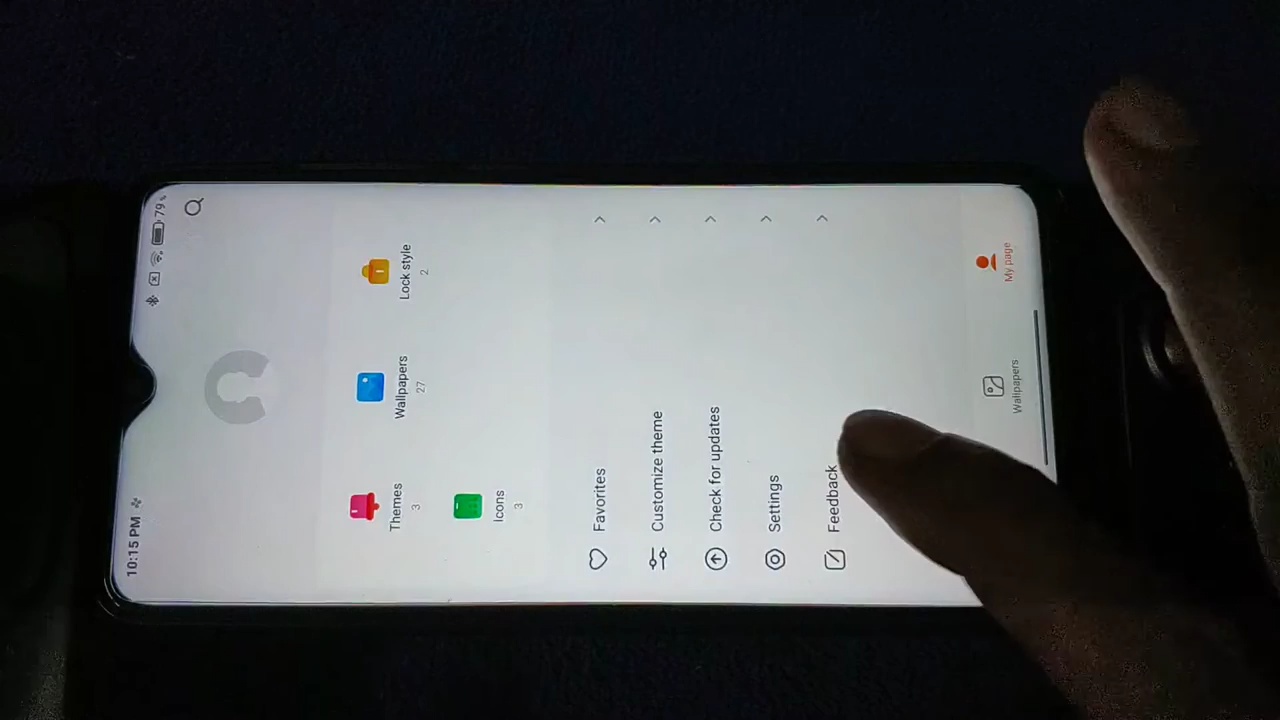 10:15 PM
79%
Themes
3
Wallpapers
27
Lock style
2
Icons
3
Favorites
Customize theme
Check for updates
Settings
Feedback
Wallpapers
My page